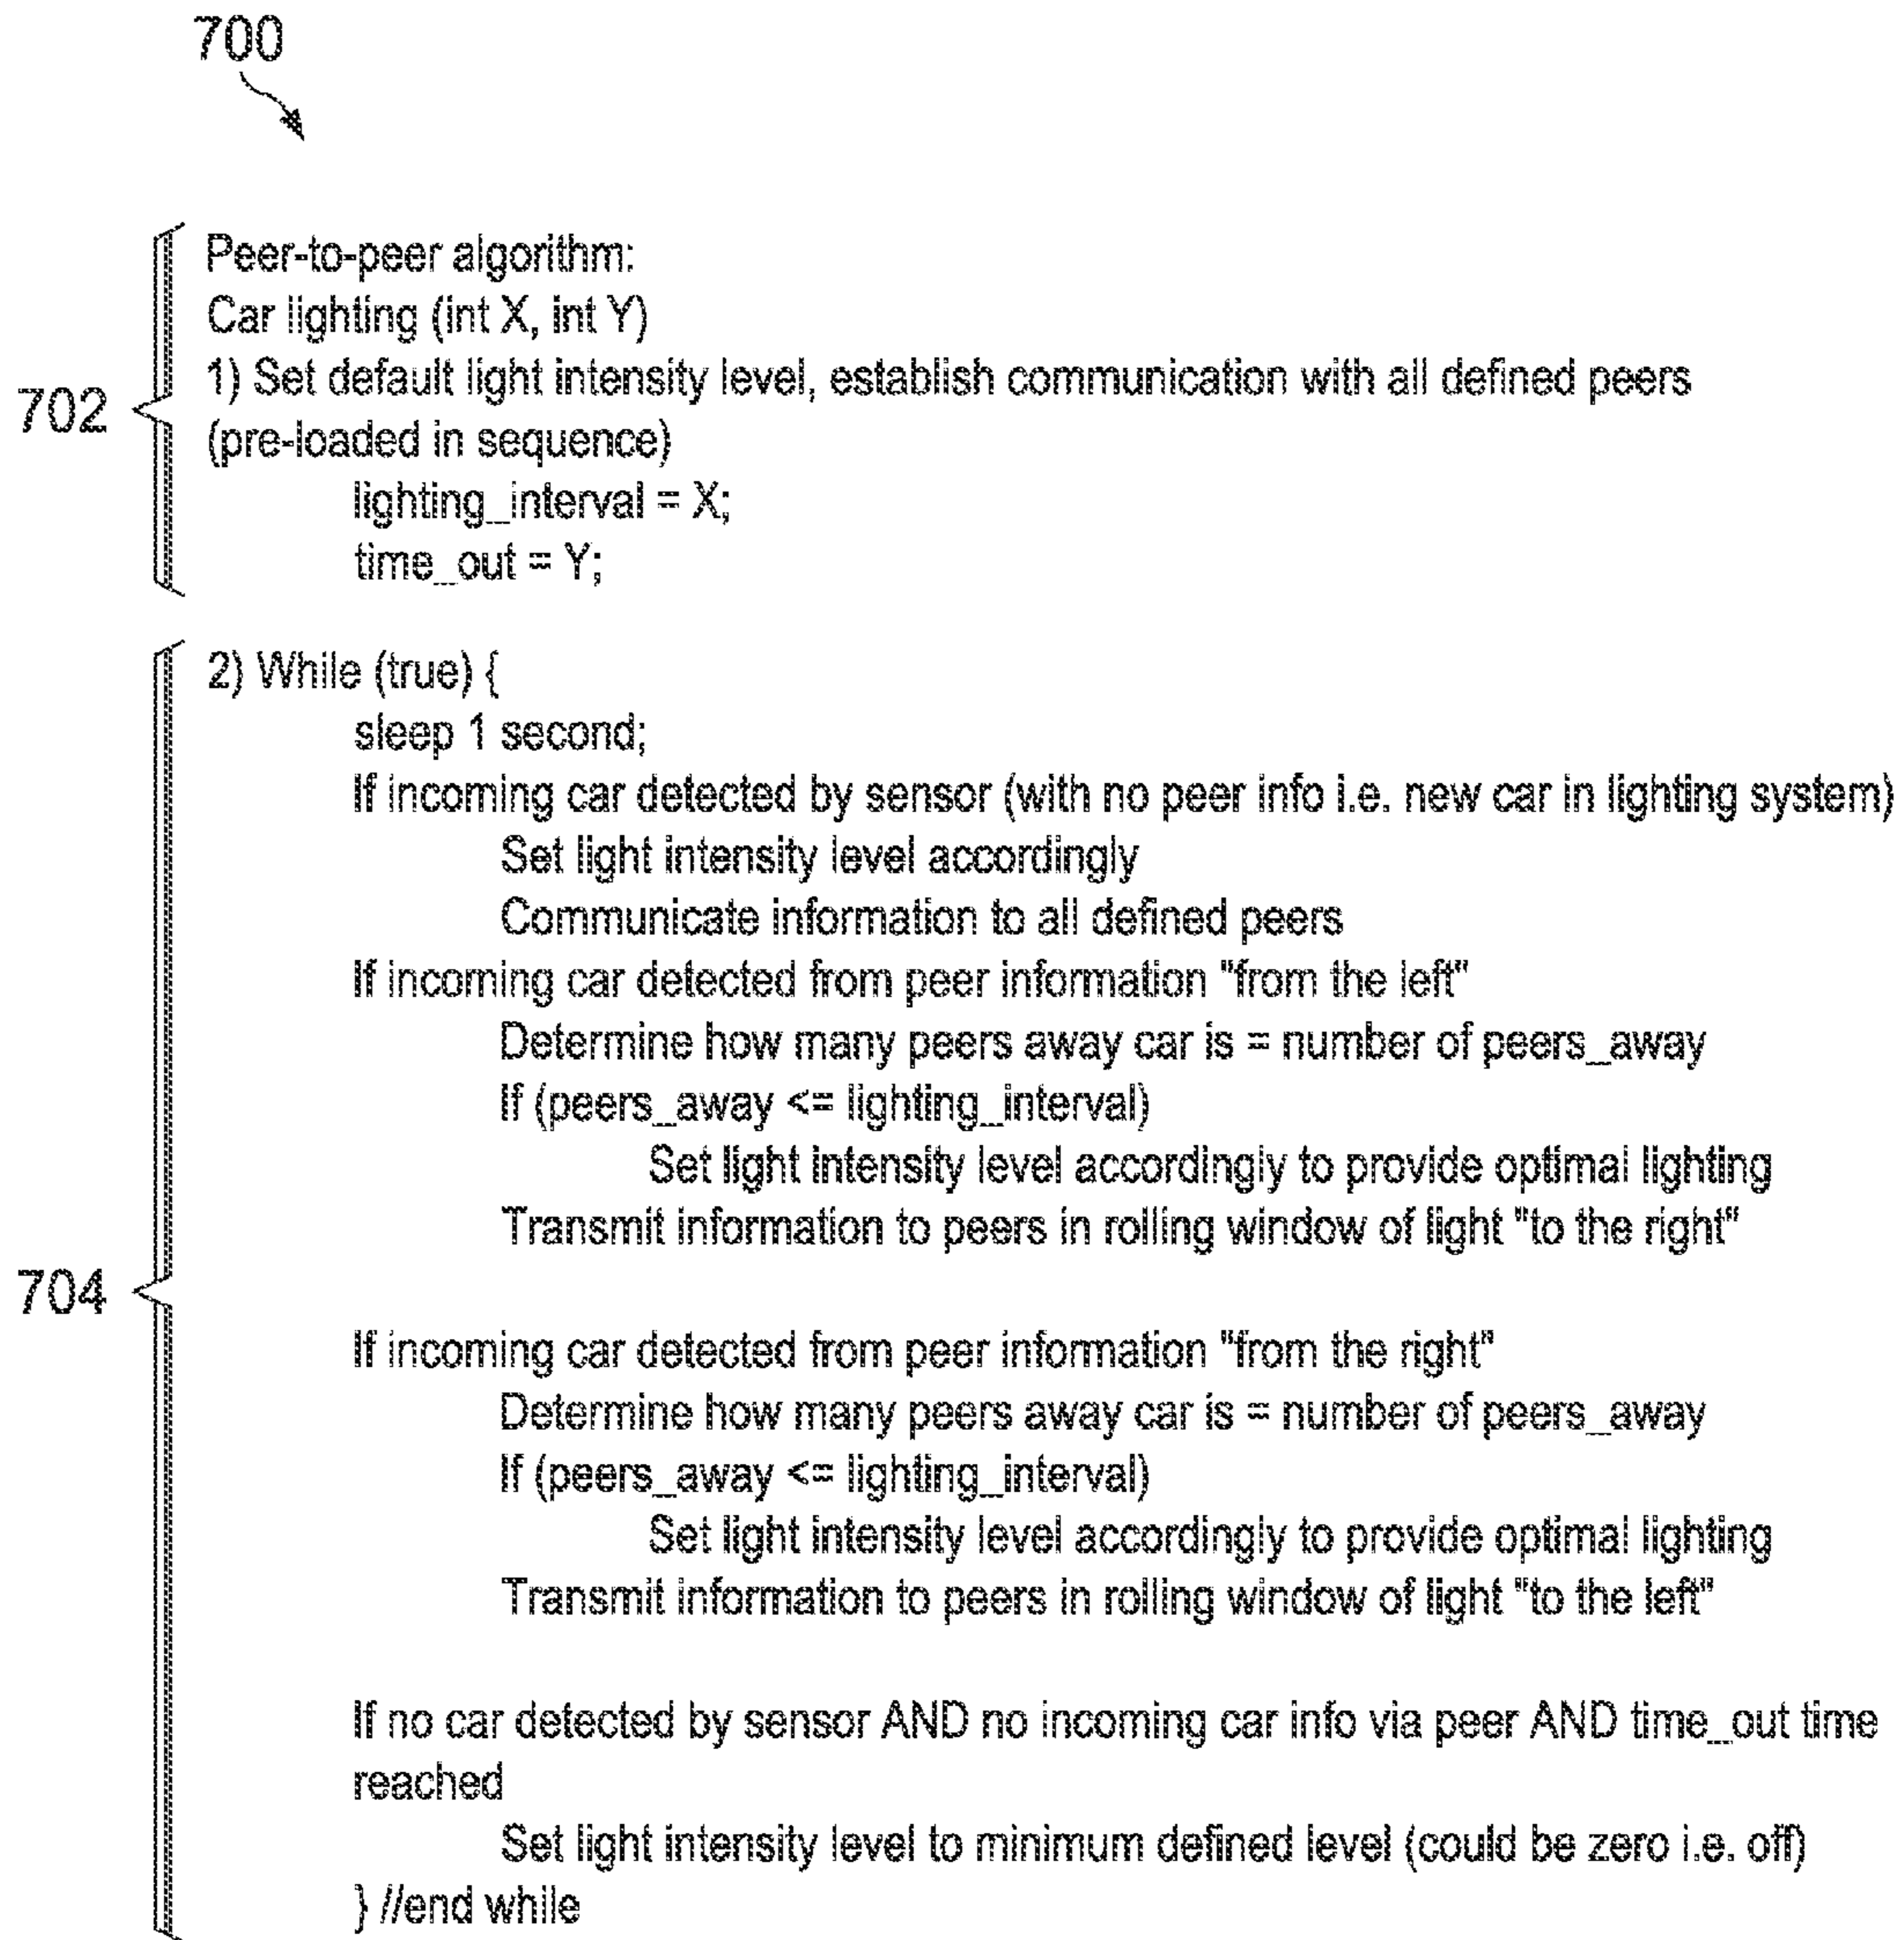 700
702
Peer-to-peer algorithm:
Car lighting (int X, int Y)
1) Set default light intensity level, establish communication with all defined peers
(pre-loaded in sequence)
lighting_interval = X;
time_out = Y;
704
2) While (true) {
sleep 1 second;
If incoming car detected by sensor (with no peer info i.e. new car in lighting system)
Set light intensity level accordingly
Communicate information to all defined peers
If incoming car detected from peer information "from the left"
Determine how many peers away car is = number of peers_away
If (peers_away <= lighting_interval)
Set light intensity level accordingly to provide optimal lighting
Transmit information to peers in rolling window of light "to the right"
If incoming car detected from peer information "from the right"
Determine how many peers away car is = number of peers_away
If (peers_away <= lighting_interval)
Set light intensity level accordingly to provide optimal lighting
Transmit information to peers in rolling window of light "to the left"
If no car detected by sensor AND no incoming car info via peer AND time_out time
reached
Set light intensity level to minimum defined level (could be zero i.e. off)
} //end while